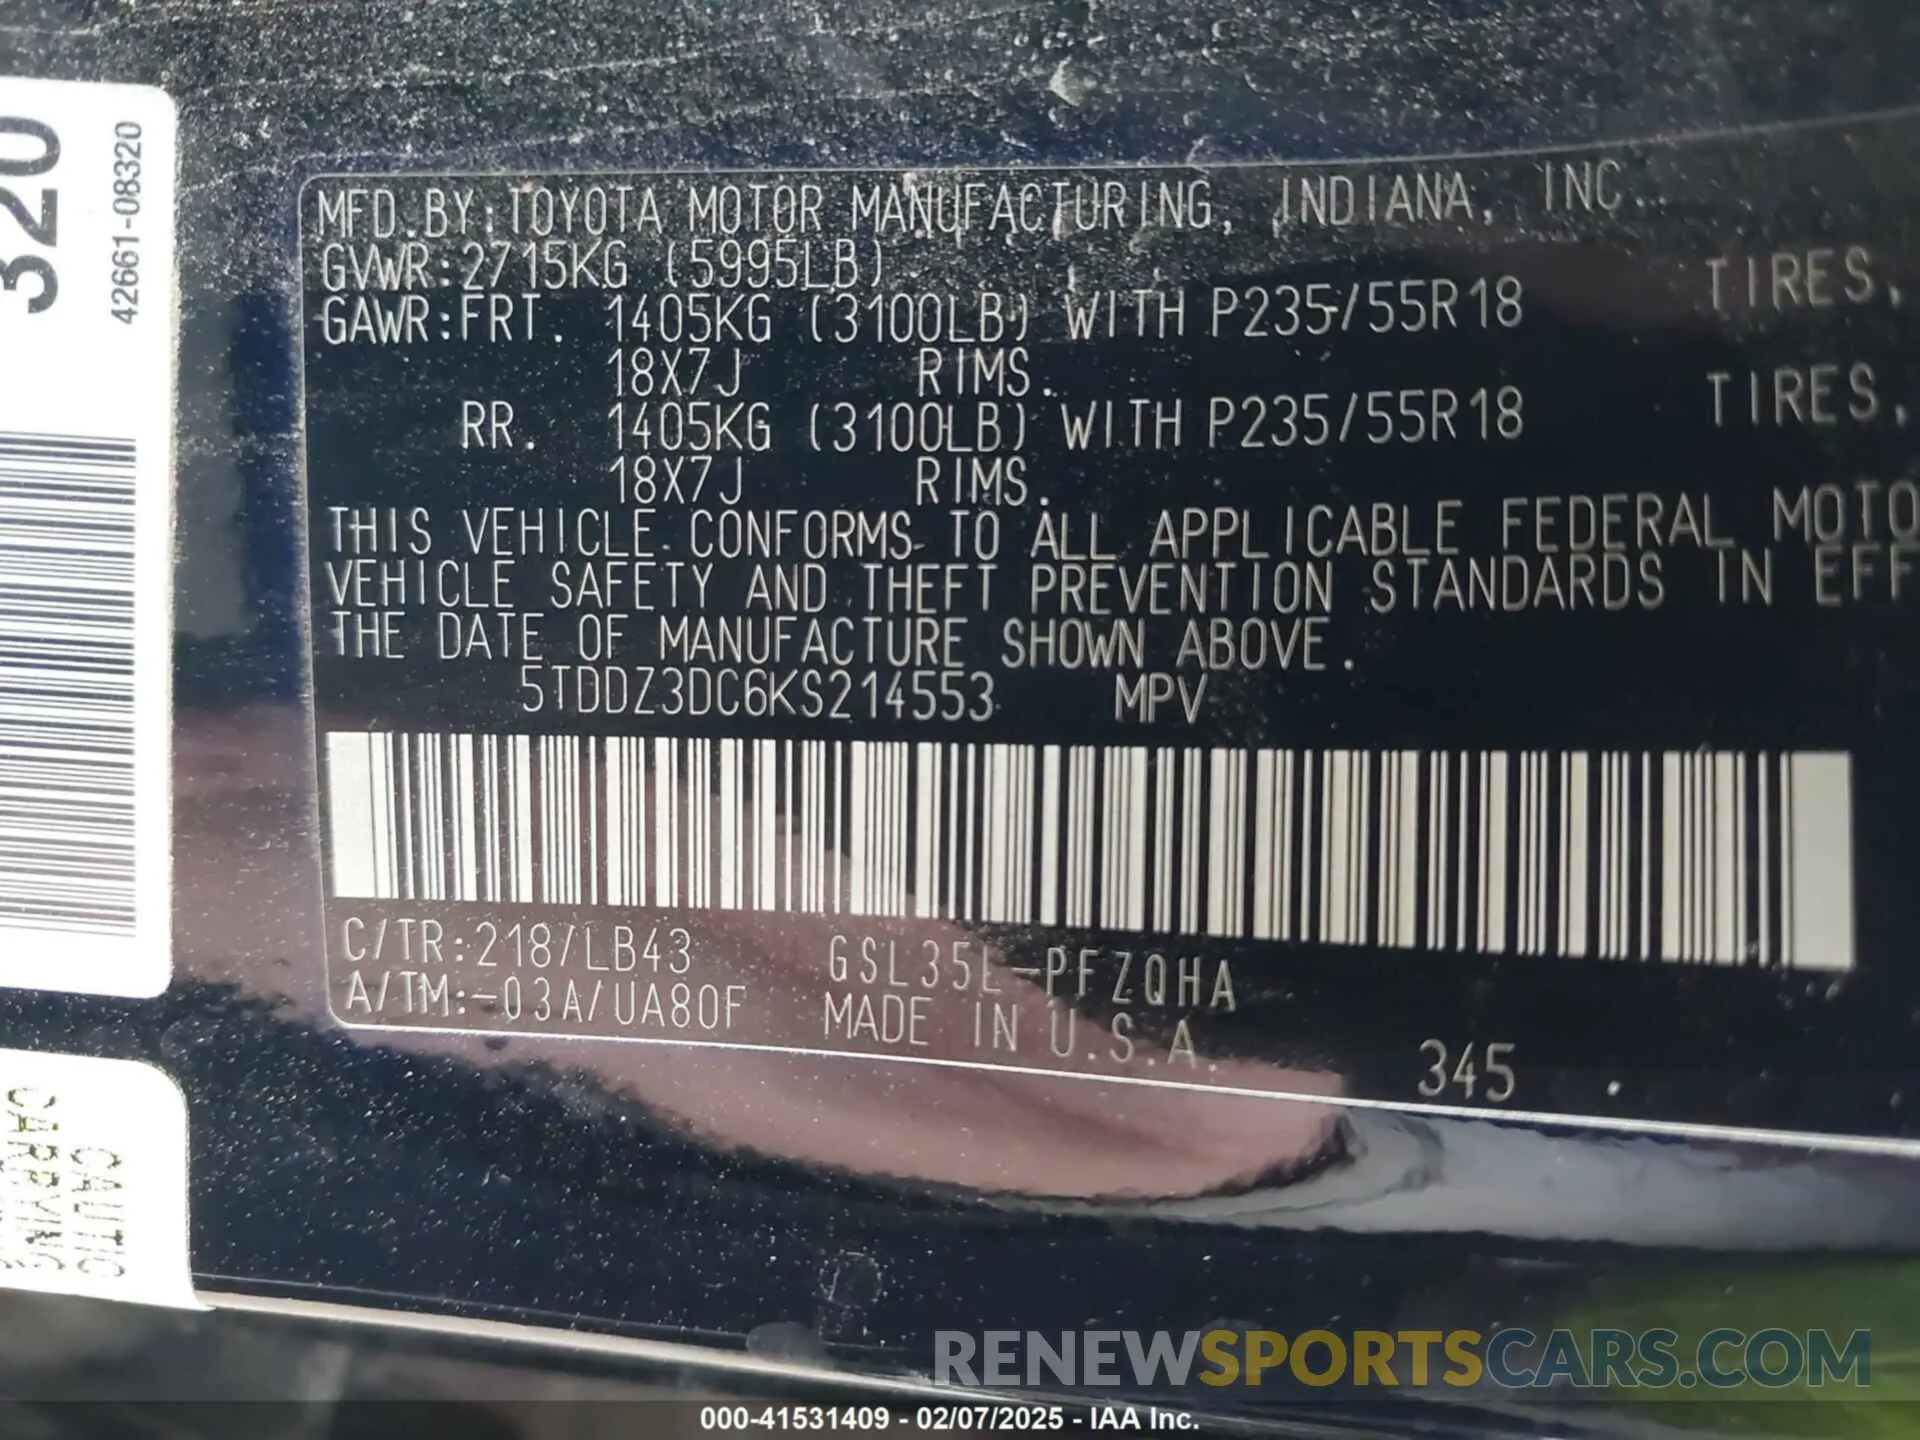 320
42661-08320
MFD.BY:TOYOTA MOTOR MANUFACTURING, INDIANA, INC.
GVWR:2715KG (5995LB)
GAWR:FRT. 1405KG (3100LB) WITH P235/55R18 TIRES,
18X7J RIMS.
RR. 1405KG (3100LB) WITH P235/55R18 TIRES,
18X7J RIMS.
THIS VEHICLE CONFORMS TO ALL APPLICABLE FEDERAL MOTO
VEHICLE SAFETY AND THEFT PREVENTION STANDARDS IN EFF
THE DATE OF MANUFACTURE SHOWN ABOVE.
5TDDZ3DC6KS214553 MPV
C/TR:218/LB43 GSL35L-PFZQHA
A/TM:-03A/UA80F MADE IN U.S.A.
345
CAUTIO
CARRYING
RENEWSPORTSCARS.COM
000-41531409 - 02/07/2025 - IAA Inc.